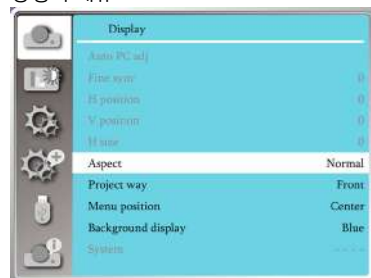 Display
Auto PC adj
Fine sync 0
H position 0
V position 0
H size 0
Aspect Normal
Project way Front
Menu position Center
Background display Blue
System ----